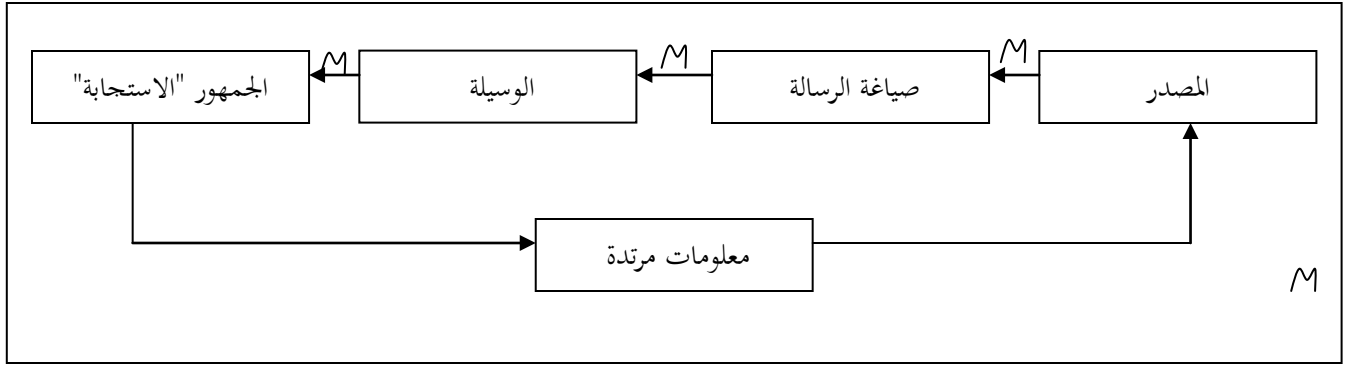 المصدر
صياغة الرسالة
الوسيلة
الجمهور "الاستجابة"
معلومات مرتدة